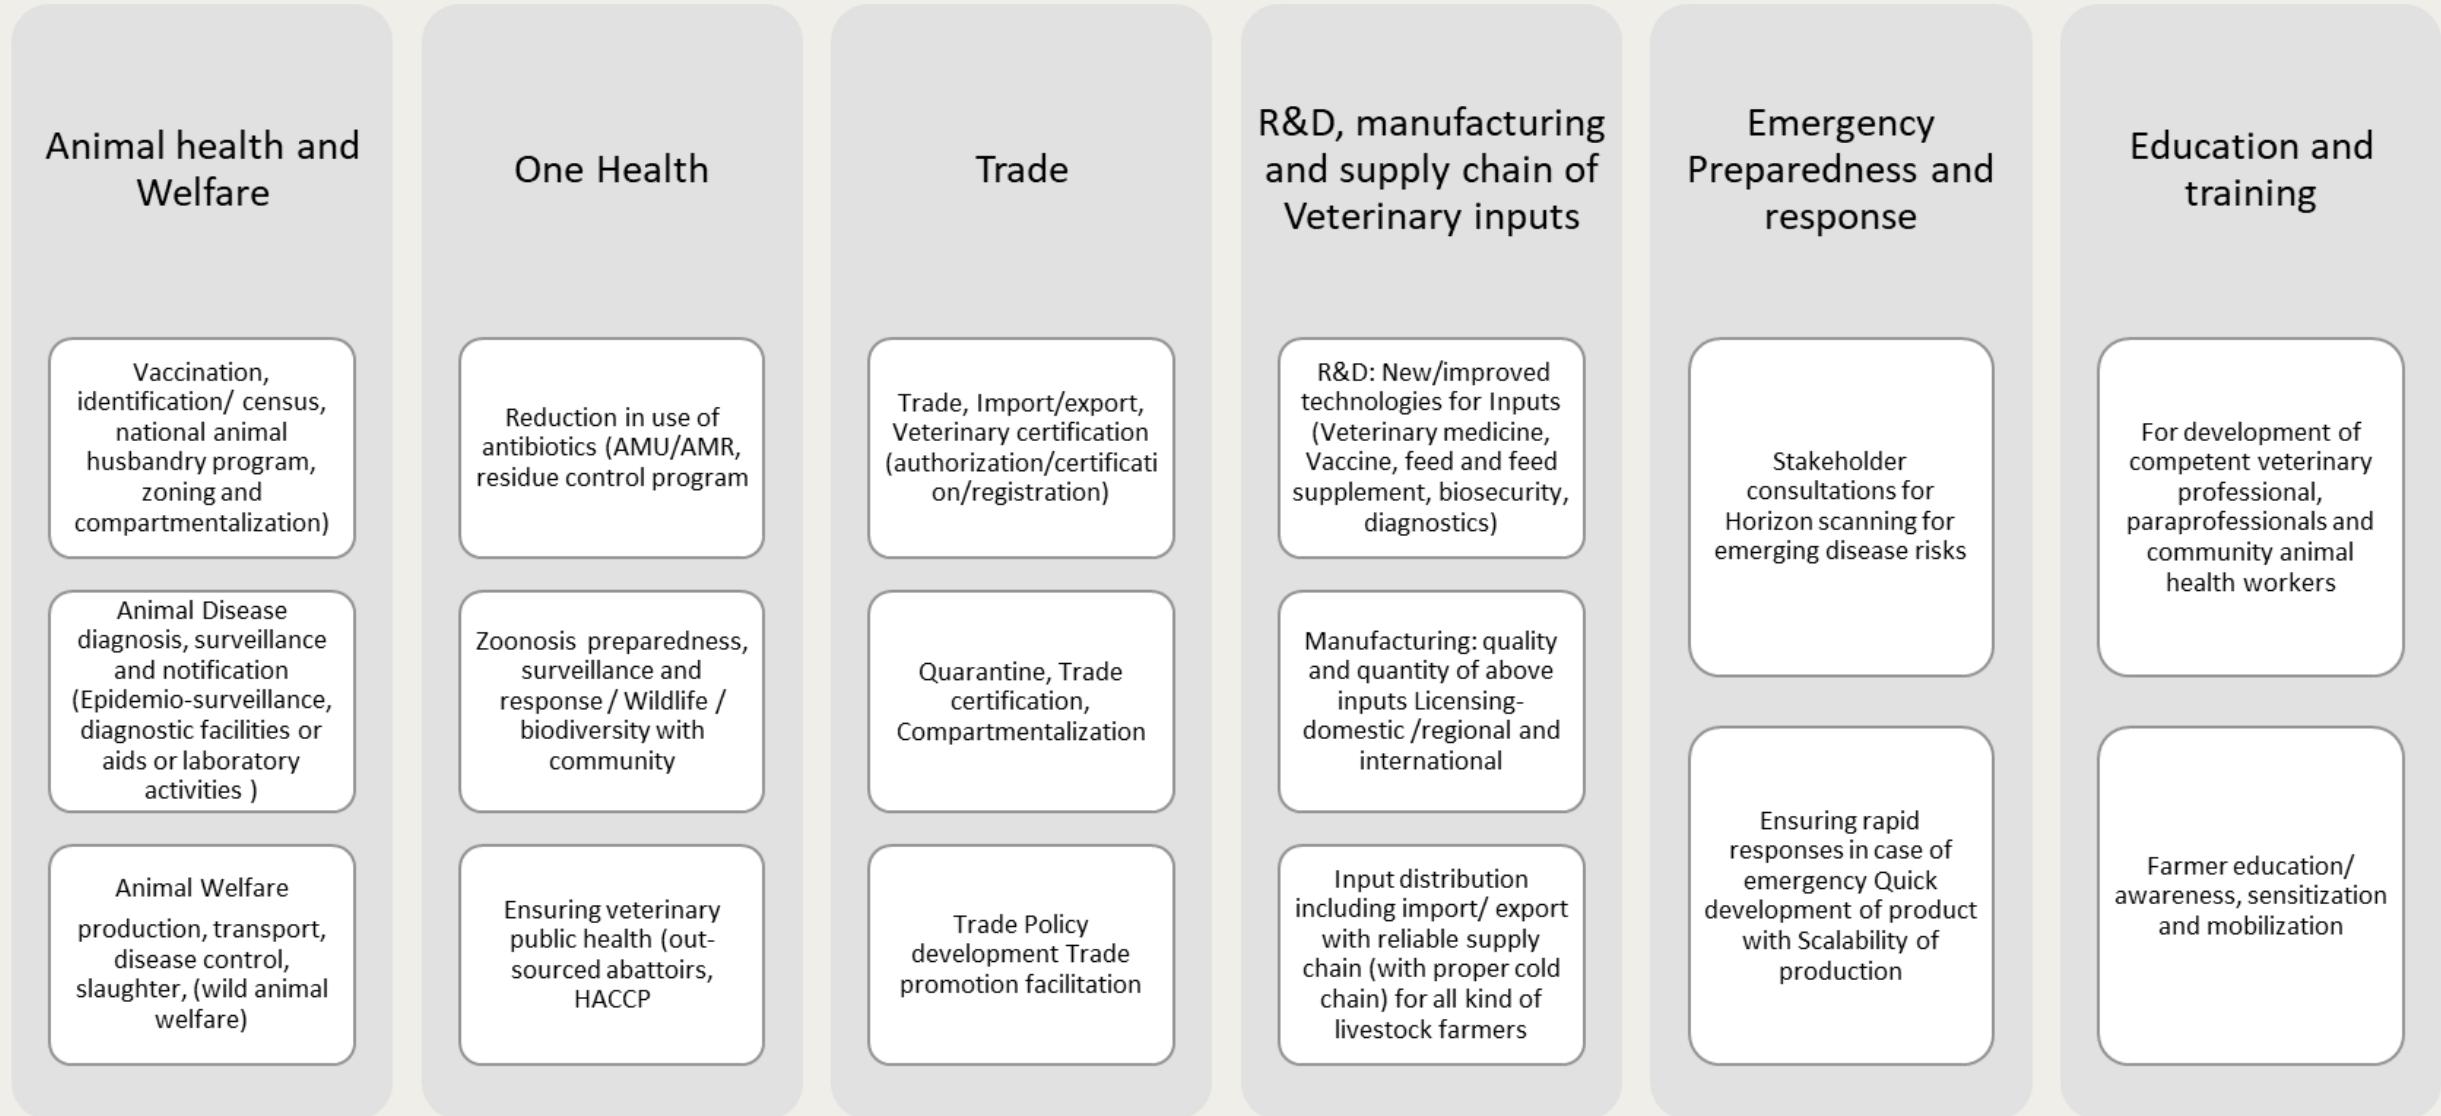 Animal health and
Welfare
Vaccination,
identification/ census,
national animal
husbandry program,
zoning and
compartmentalization)
Animal Disease
diagnosis, surveillance
and notification
(Epidemio-surveillance,
diagnostic facilities or
aids or laboratory
activities )
Animal Welfare
production, transport,
disease control,
slaughter, (wild animal
welfare)
One Health
Reduction in use of
antibiotics (AMU/AMR,
residue control program
Zoonosis preparedness,
surveillance and
response / Wildlife /
biodiversity with
community
Ensuring veterinary
public health (out-
sourced abattoirs,
HACCP
Trade
Trade, Import/export,
Veterinary certification
(authorization/certificati
on/registration)
Quarantine, Trade
certification,
Compartmentalization
Trade Policy
development Trade
promotion facilitation
R&D, manufacturing
and supply chain of
Veterinary inputs
R&D: New/improved
technologies for Inputs
(Veterinary medicine,
Vaccine, feed and feed
supplement, biosecurity,
diagnostics)
Manufacturing: quality
and quantity of above
inputs Licensing-
domestic /regional and
international
Input distribution
including import/ export
with reliable supply
chain (with proper cold
chain) for all kind of
livestock farmers
Emergency
Preparedness and
response
Stakeholder
consultations for
Horizon scanning for
emerging disease risks
Ensuring rapid
responses in case of
emergency Quick
development of product
with Scalability of
production
Education and
training
For development of
competent veterinary
professional,
paraprofessionals and
community animal
health workers
Farmer education/
awareness, sensitization
and mobilization